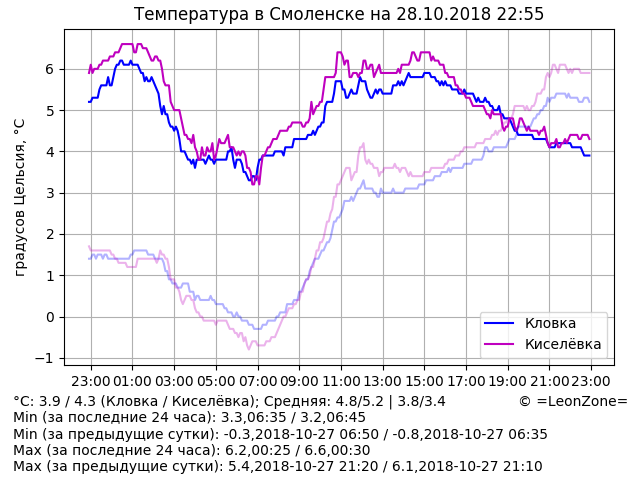 Температура в Смоленске на 28.10.2018 22:55
градусов Цельсия, °C
6
5
4
3
2
1
0
−1
Кловка
Киселёвка
23:00 01:00 03:00 05:00 07:00 09:00 11:00 13:00 15:00 17:00 19:00 21:00 23:00
°C: 3.9 / 4.3 (Кловка / Киселёвка); Средняя: 4.8/5.2 | 3.8/3.4 © =LeonZone=
Min (за последние 24 часа): 3.3,06:35 / 3.2,06:45
Min (за предыдущие сутки): -0.3,2018-10-27 06:50 / -0.8,2018-10-27 06:35
Max (за последние 24 часа): 6.2,00:25 / 6.6,00:30
Max (за предыдущие сутки): 5.4,2018-10-27 21:20 / 6.1,2018-10-27 21:10